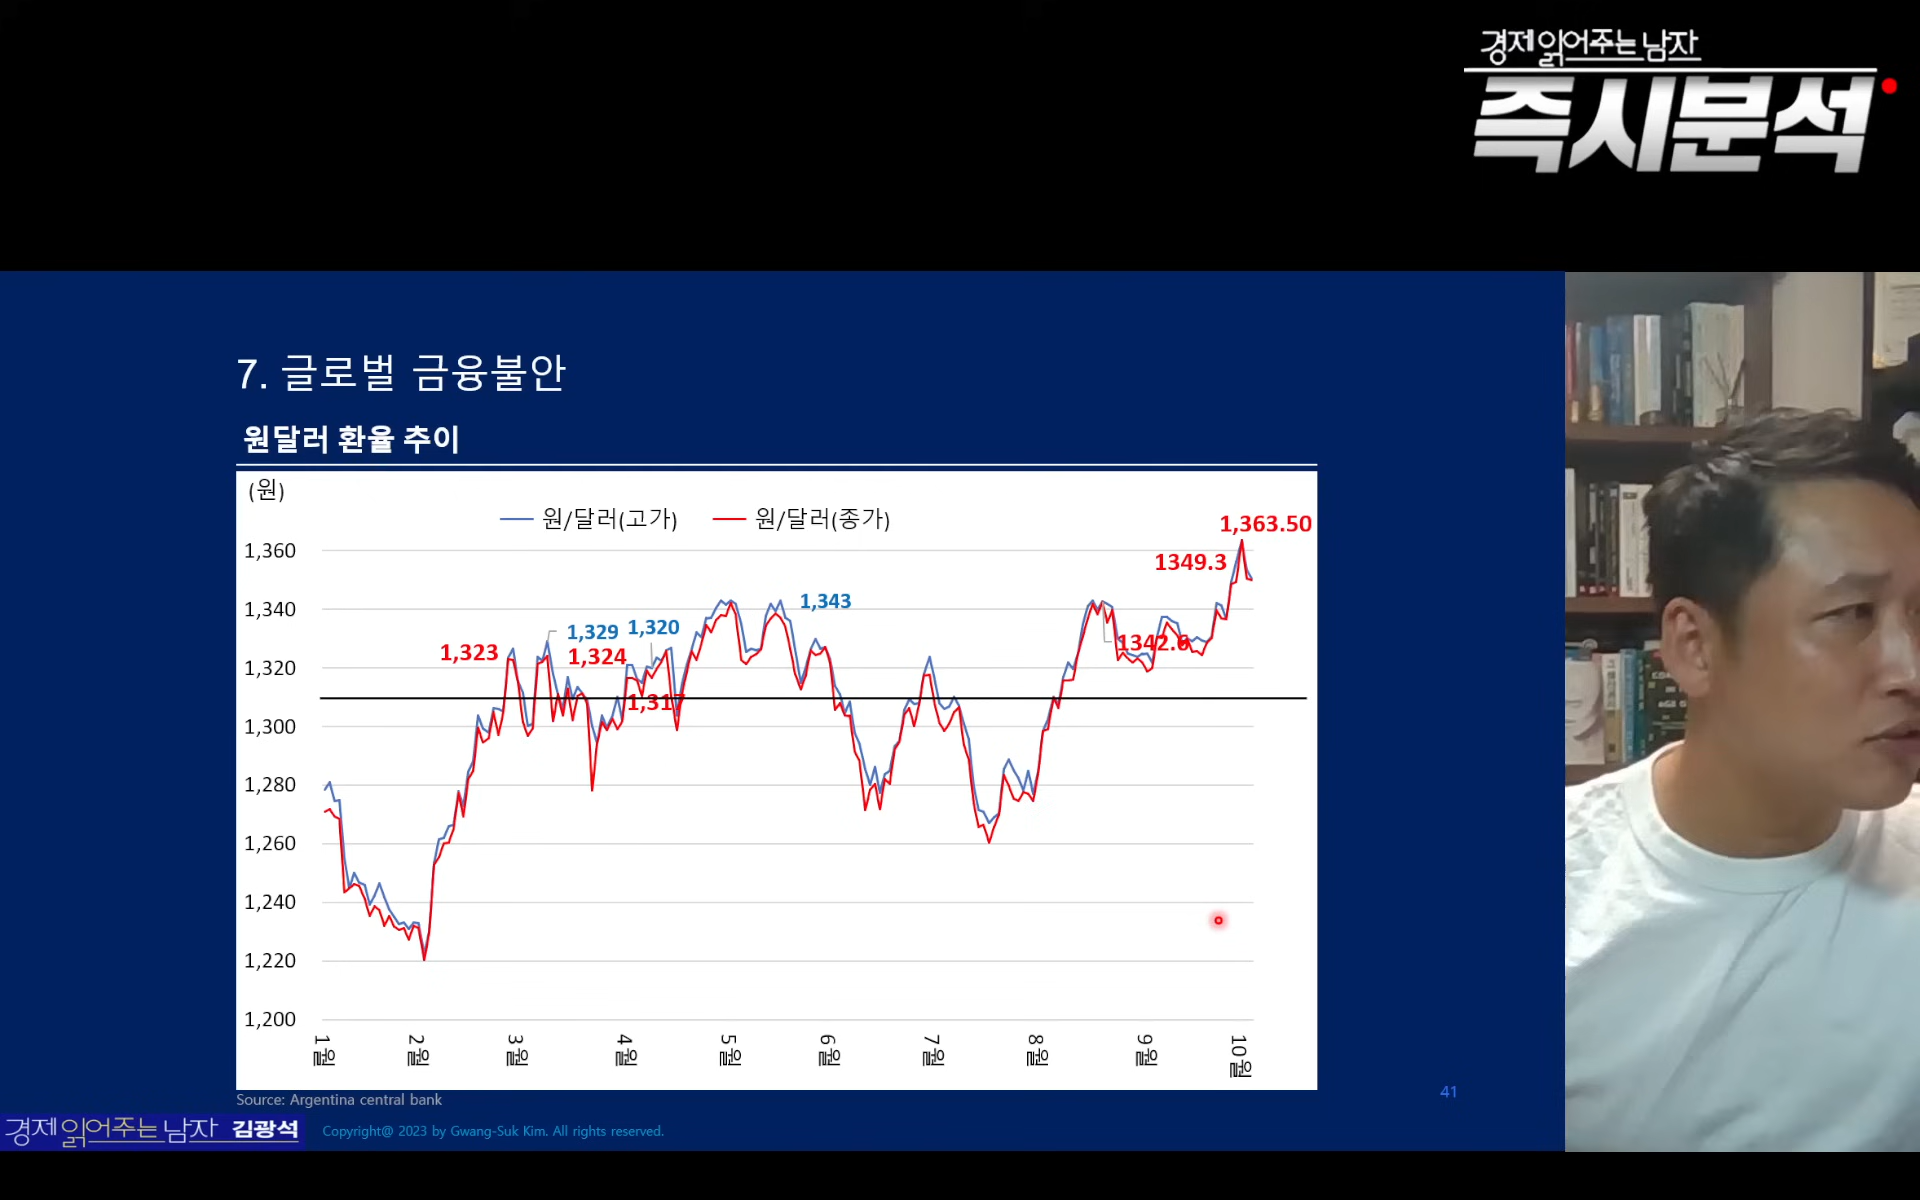 경제 읽어주는 남자
즉시분석
7. 글로벌 금융불안
원달러 환율 추이
(원)
원/달러(고가) 원/달러(종가)
1,363.50
1349.3
1,343
1,329
1,320
1,323
1,324
1342.6
1,317
1,360
1,340
1,320
1,300
1,280
1,260
1,240
1,220
1,200
1월 2월 3월 4월 5월 6월 7월 8월 9월 10월
Source: Argentina central bank
41
경제 읽어주는 남자 김광석
Copyright@ 2023 by Gwang-Suk Kim. All rights reserved.